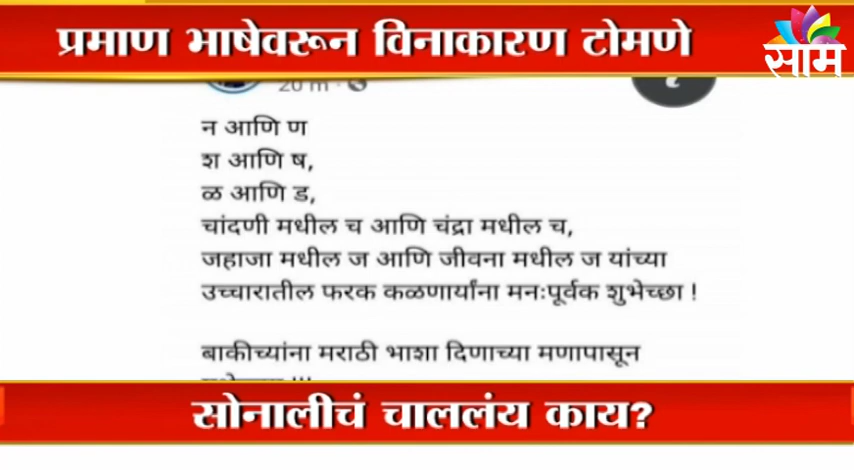 प्रमाण भाषेवरून विनाकारण टोमणे
साम
20 m
न आणि ण
श आणि ष,
ळ आणि ड,
चांदणी मधील च आणि चंद्रा मधील च,
जहाजा मधील ज आणि जीवना मधील ज यांच्या
उच्चारातील फरक कळणार्यांना मनःपूर्वक शुभेच्छा !
बाकीच्यांना मराठी भाशा दिणाच्या मणापासून
सोनालीचं चाललंय काय?